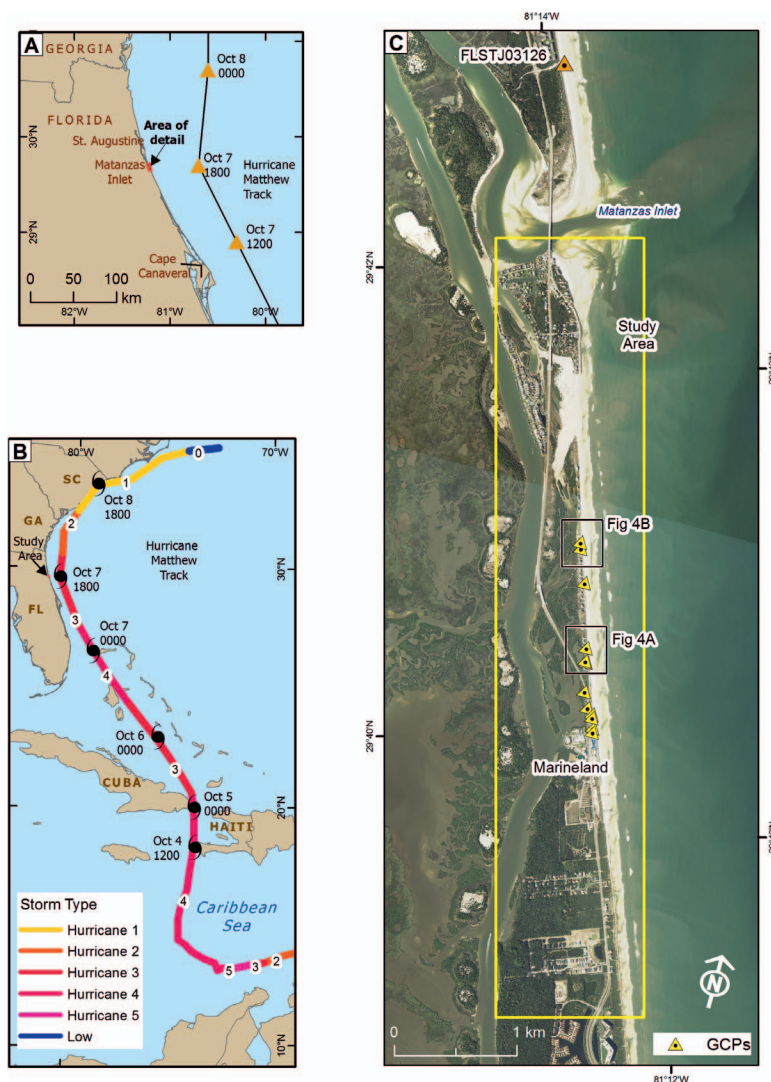 A
GEORGIA
FLORIDA
St. Augustine
Area of
detail
Matanzas
Inlet
Cape
Canaveral
Hurricane
Matthew
Track
Oct 8
0000
Oct 7
1800
Oct 7
1200
30°N
29°N
0 50 100
km
82°W
81°W
80°W
B
80°W
70°W
SC
GA
FL
Study
Area
Oct 8
1800
Oct 7
1800
Oct 7
0000
Oct 6
0000
Oct 5
0000
Oct 4
1200
Hurricane
Matthew
Track
0
1
2
3
4
3
4
5
3
2
30°N
20°N
10°N
CUBA
HAITI
Caribbean
Sea
Storm Type
Hurricane 1
Hurricane 2
Hurricane 3
Hurricane 4
Hurricane 5
Low
C
81°14'
FLSTJ03126
Matanzas Inlet
29°42'
Study
Area
Fig 4B
Fig 4A
29°40'
Marineland
N
0 1 km
GCPs
81°12'